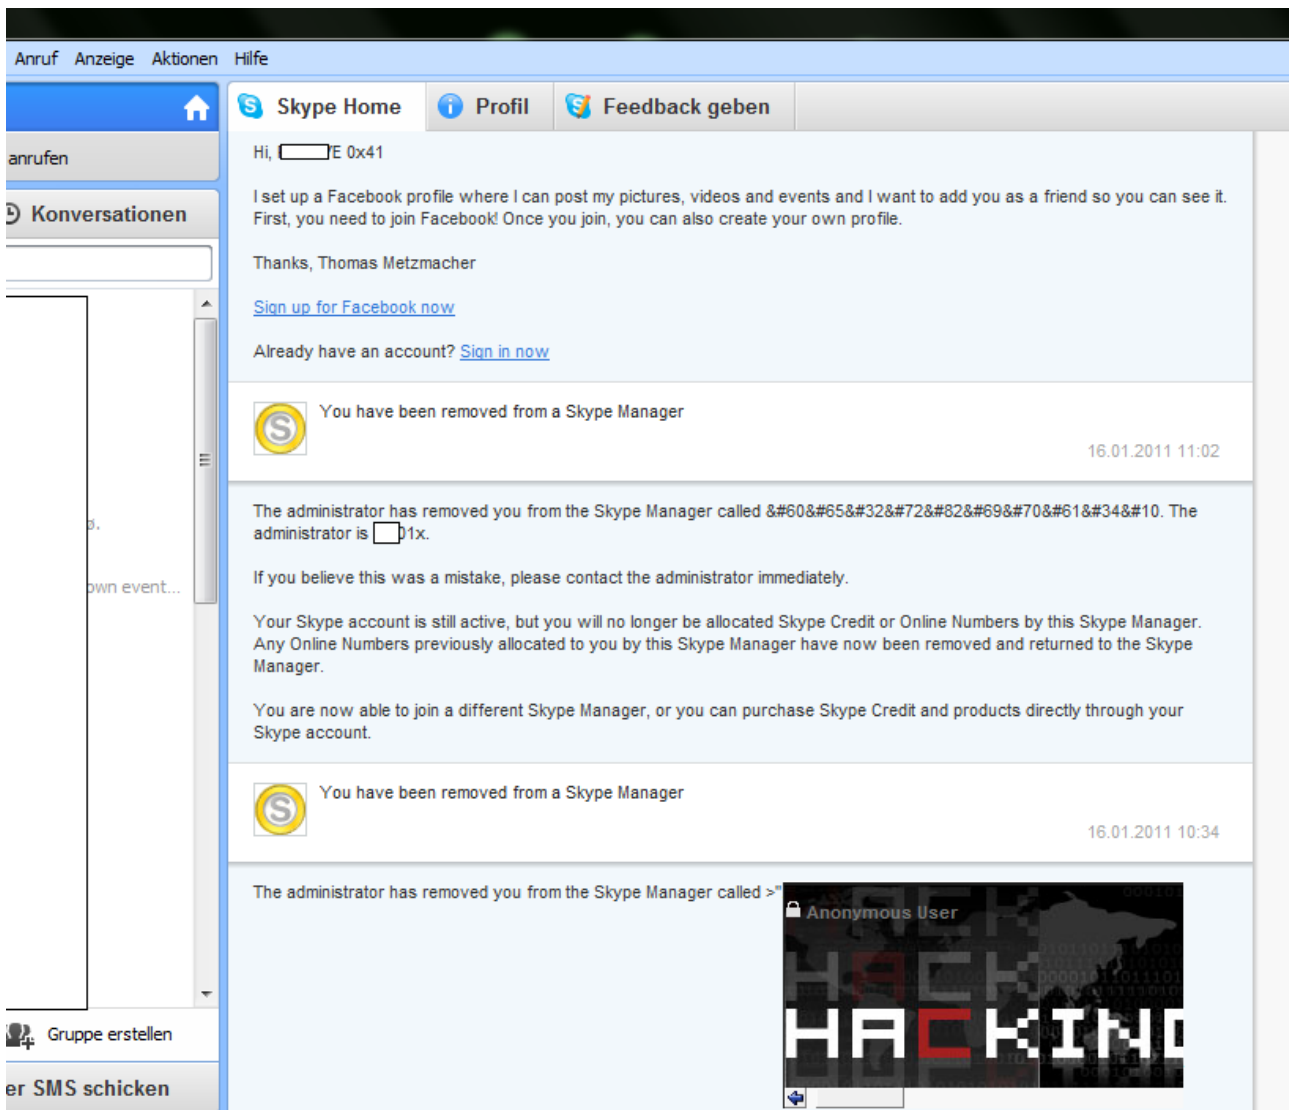 Anruf Anzeige Aktionen Hilfe
Skype Home Profil Feedback geben
anrufen
Konversationen
Hi, E 0x41
I set up a Facebook profile where I can post my pictures, videos and events and I want to add you as a friend so you can see it.
First, you need to join Facebook! Once you join, you can also create your own profile.
Thanks, Thomas Metzmacher
Sign up for Facebook now
Already have an account? Sign in now
You have been removed from a Skype Manager
16.01.2011 11:02
The administrator has removed you from the Skype Manager called &#60&#65&#32&#72&#82&#69&#70&#61&#34&#10. The
administrator is 01x.
If you believe this was a mistake, please contact the administrator immediately.
Your Skype account is still active, but you will no longer be allocated Skype Credit or Online Numbers by this Skype Manager.
Any Online Numbers previously allocated to you by this Skype Manager have now been removed and returned to the Skype
Manager.
You are now able to join a different Skype Manager, or you can purchase Skype Credit and products directly through your
Skype account.
You have been removed from a Skype Manager
16.01.2011 10:34
The administrator has removed you from the Skype Manager called >"
Anonymous User
HACK
HACKING
ø.
own event...
Gruppe erstellen
er SMS schicken